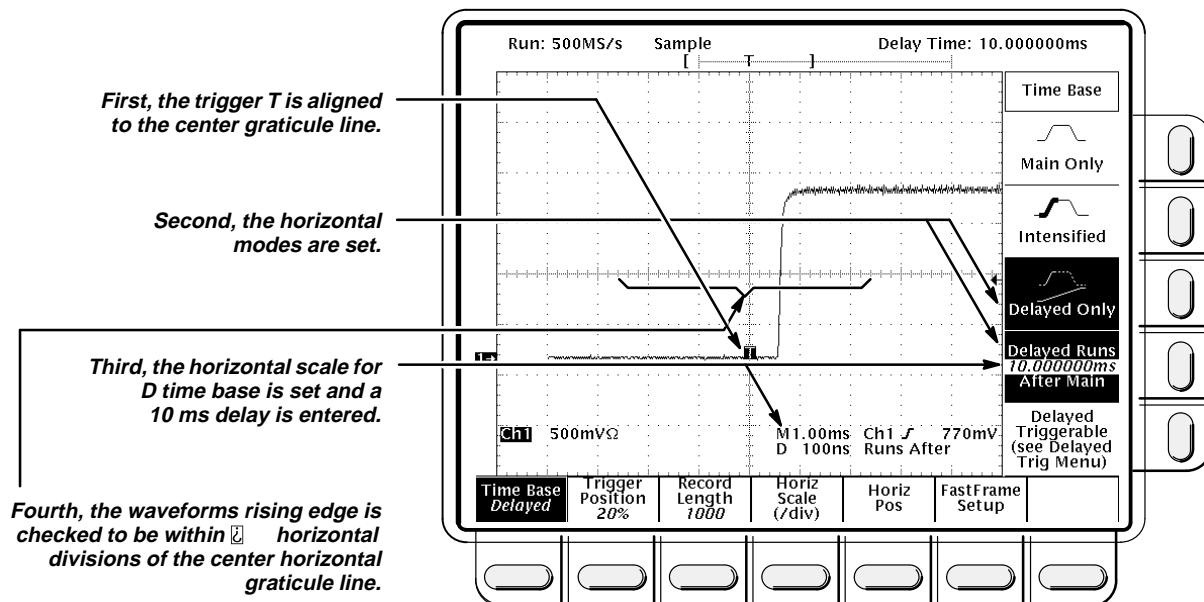 Run: 500MS/s Sample Delay Time: 10.000000ms
[ T ]
First, the trigger T is aligned
to the center graticule line.
Second, the horizontal
modes are set.
Third, the horizontal scale for
D time base is set and a
10 ms delay is entered.
Fourth, the waveforms rising edge is
checked to be within horizontal
divisions of the center horizontal
graticule line.
T
1→
Ch1 500mVΩ
M1.00ms Ch1 770mV
D 100ns Runs After
Time Base
Main Only
Intensified
Delayed Only
Delayed Runs
10.000000ms
After Main
Delayed
Triggerable
(see Delayed
Trig Menu)
Time Base
Delayed
Trigger
Position
20%
Record
Length
1000
Horiz
Scale
(/div)
Horiz
Pos
FastFrame
Setup